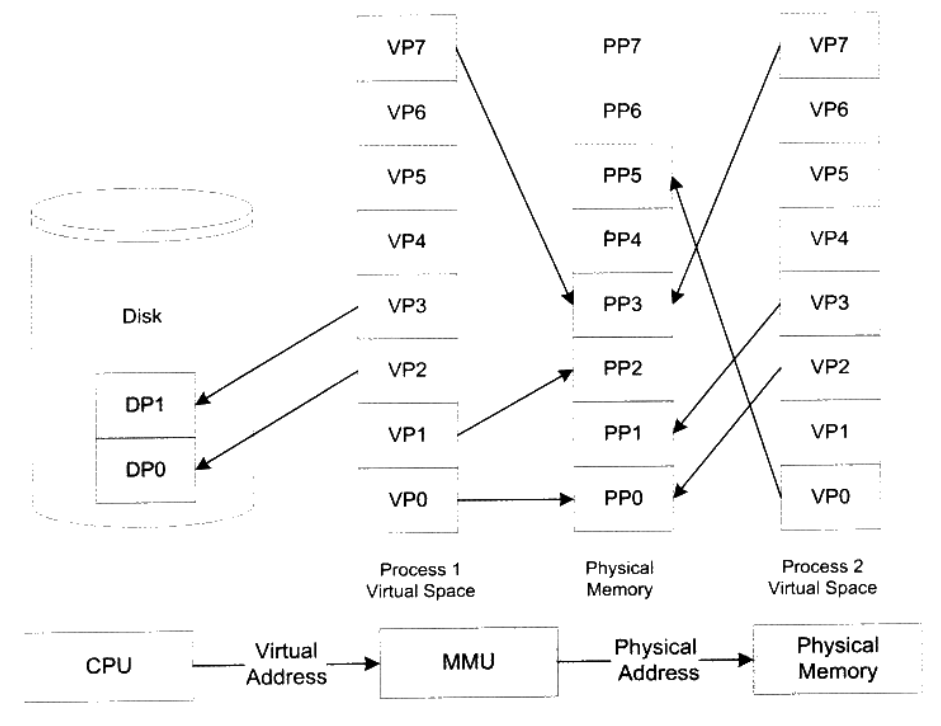 VP7 PP7 VP7
VP6 PP6 VP6
VP5 PP5 VP5
VP4 PP4 VP4
Disk VP3 PP3 VP3
VP2 PP2 VP2
DP1
VP1 PP1 VP1
DP0
VP0 PP0 VP0
Process 1
Virtual Space
Physical
Memory
Process 2
Virtual Space
CPU
Virtual
Address
MMU
Physical
Address
Physical
Memory